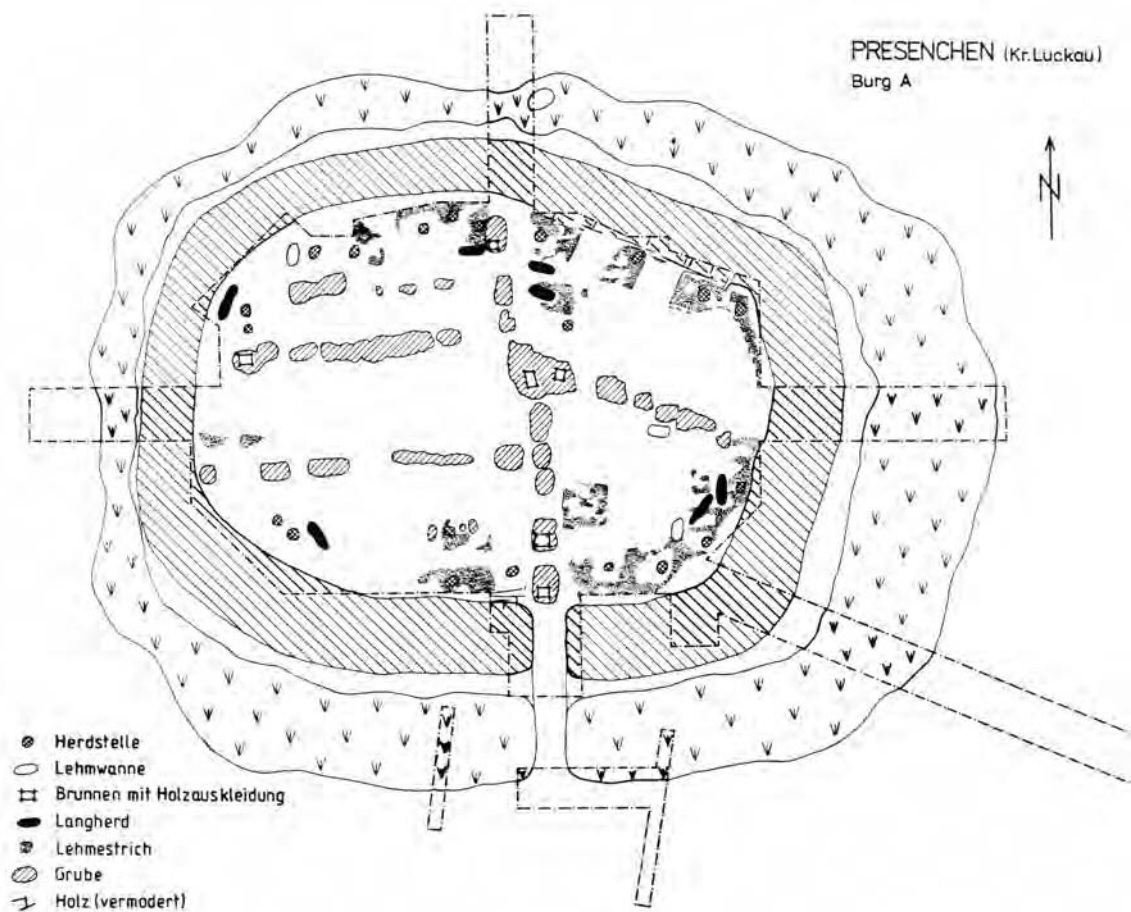 PRESENCHEN (Kr.Luckau)
Burg A
N
Herdstelle
Lehmwanne
Brunnen mit Holzauskleidung
Langherd
Lehmestrich
Grube
Holz (vermodert)